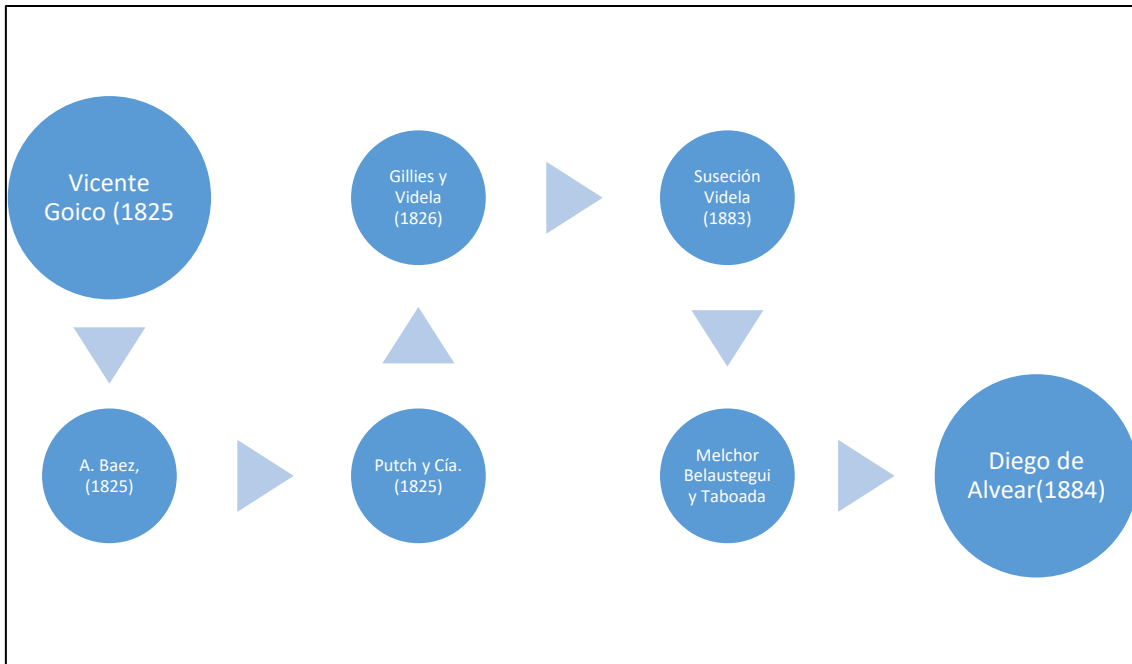 Vicente
Goico (1825
A. Baez,
(1825)
Putch y Cía.
(1825)
Gillies y
Videla
(1826)
Suseción
Videla
(1883)
Melchor
Belaustegui
y Taboada
Diego de
Alvear(1884)